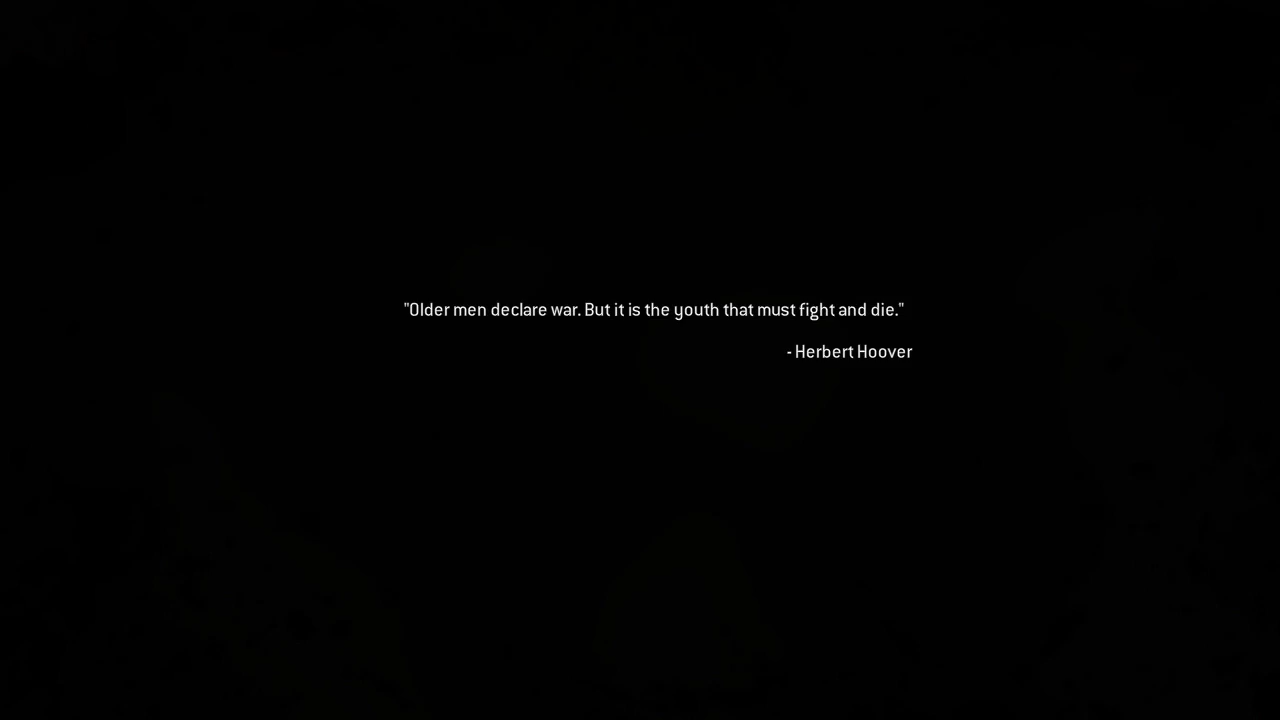 "Older men declare war. But it is the youth that must fight and die."
- Herbert Hoover